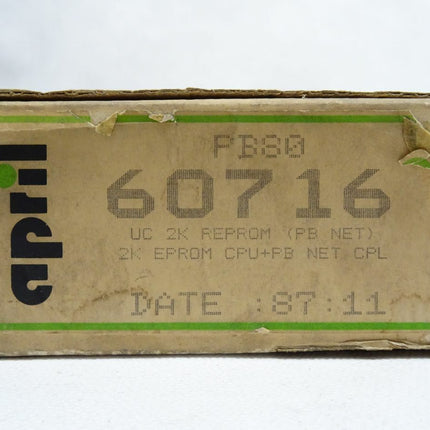 april
PB80
60716
UC 2K REPROM (PB NET)
2K EPROM CPU+PB NET CPL
DATE :87:11